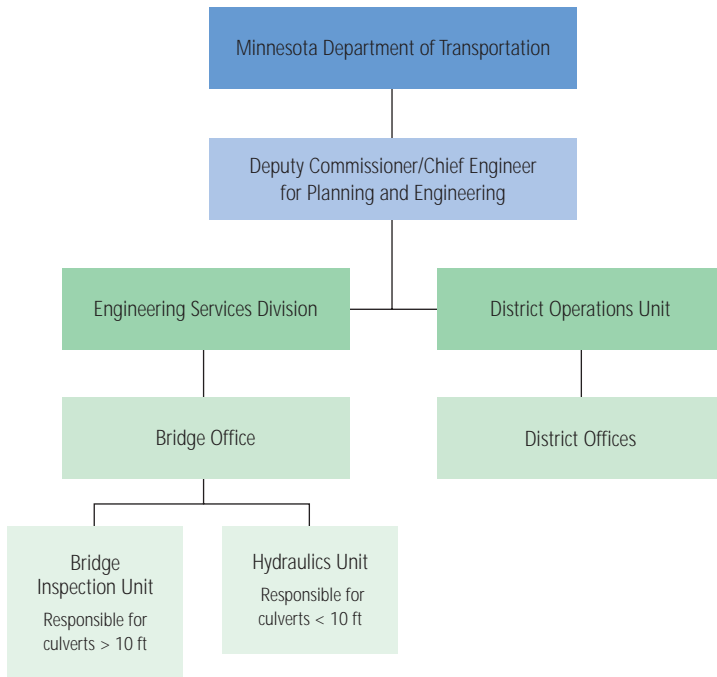 Minnesota Department of Transportation
Deputy Commissioner/Chief Engineer
for Planning and Engineering
Engineering Services Division
District Operations Unit
Bridge Office
District Offices
Bridge
Inspection Unit
Responsible for
culverts > 10 ft
Hydraulics Unit
Responsible for
culverts < 10 ft